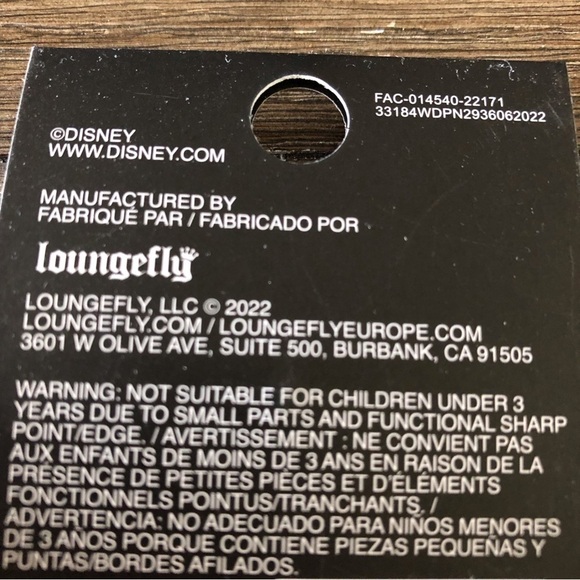 FAC-014540-22171
33184WDPN2936062022
©DISNEY
WWW.DISNEY.COM
MANUFACTURED BY
FABRIQUÉ PAR / FABRICADO POR
loungefly
LOUNGEFLY, LLC © 2022
LOUNGEFLY.COM / LOUNGEFLYEUROPE.COM
3601 W OLIVE AVE, SUITE 500, BURBANK, CA 91505
WARNING: NOT SUITABLE FOR CHILDREN UNDER 3
YEARS DUE TO SMALL PARTS AND FUNCTIONAL SHARP
POINT/EDGE. / AVERTISSEMENT : NE CONVIENT PAS
AUX ENFANTS DE MOINS DE 3 ANS EN RAISON DE LA
PRÉSENCE DE PETITES PIÈCES ET D'ÉLÉMENTS
FONCTIONNELS POINTUS/TRANCHANTS. /
ADVERTENCIA: NO ADECUADO PARA NIÑOS MENORES
DE 3 AÑOS PORQUE CONTIENE PIEZAS PEQUEÑAS Y
PUNTAS/BORDES AFILADOS.